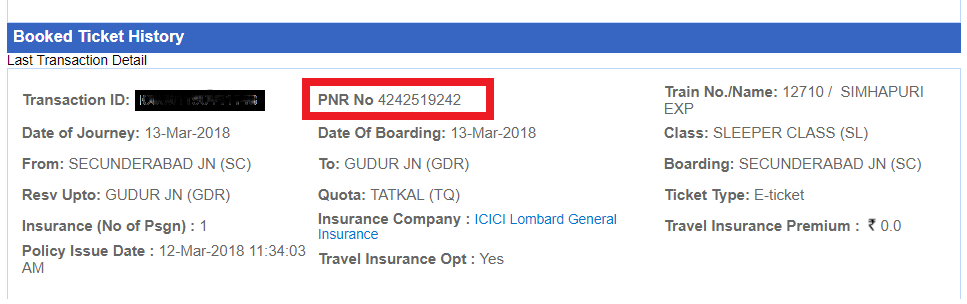 Booked Ticket History
Last Transaction Detail
Transaction ID:
PNR No 4242519242
Train No./Name: 12710 / SIMHAPURI
EXP
Date of Journey: 13-Mar-2018
Date Of Boarding: 13-Mar-2018
Class: SLEEPER CLASS (SL)
From: SECUNDERABAD JN (SC)
To: GUDUR JN (GDR)
Boarding: SECUNDERABAD JN (SC)
Resv Upto: GUDUR JN (GDR)
Quota: TATKAL (TQ)
Ticket Type: E-ticket
Insurance (No of Psgn) : 1
Insurance Company : ICICI Lombard General
Insurance
Travel Insurance Premium : ₹ 0.0
Policy Issue Date : 12-Mar-2018 11:34:03
AM
Travel Insurance Opt : Yes